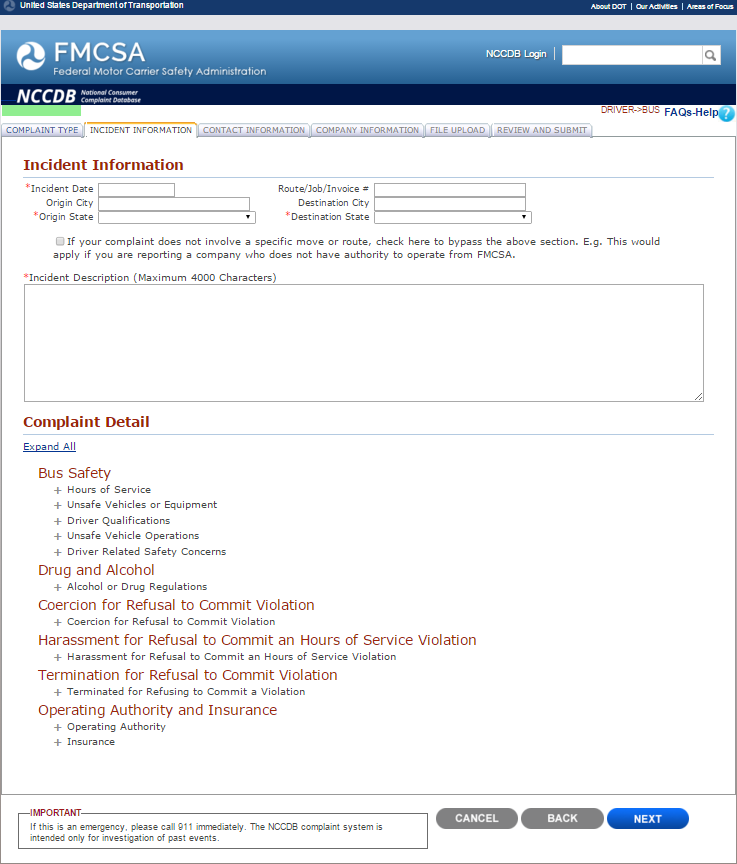 United States Department of Transportation
About DOT | Our Activities | Areas of Focus
FMCSA
Federal Motor Carrier Safety Administration
NCCDB Login |
NCCDB National Consumer Complaint Database
DRIVER->BUS FAQs-Help ?
COMPLAINT TYPE INCIDENT INFORMATION CONTACT INFORMATION COMPANY INFORMATION FILE UPLOAD REVIEW AND SUBMIT
Incident Information
*Incident Date Route/Job/Invoice #
Origin City Destination City
*Origin State *Destination State
If your complaint does not involve a specific move or route, check here to bypass the above section. E.g. This would
apply if you are reporting a company who does not have authority to operate from FMCSA.
*Incident Description (Maximum 4000 Characters)
Complaint Detail
Expand All
Bus Safety
+ Hours of Service
+ Unsafe Vehicles or Equipment
+ Driver Qualifications
+ Unsafe Vehicle Operations
+ Driver Related Safety Concerns
Drug and Alcohol
+ Alcohol or Drug Regulations
Coercion for Refusal to Commit Violation
+ Coercion for Refusal to Commit Violation
Harassment for Refusal to Commit an Hours of Service Violation
+ Harassment for Refusal to Commit an Hours of Service Violation
Termination for Refusal to Commit Violation
+ Terminated for Refusing to Commit a Violation
Operating Authority and Insurance
+ Operating Authority
+ Insurance
IMPORTANT
If this is an emergency, please call 911 immediately. The NCCDB complaint system is
intended only for investigation of past events.
CANCEL BACK NEXT